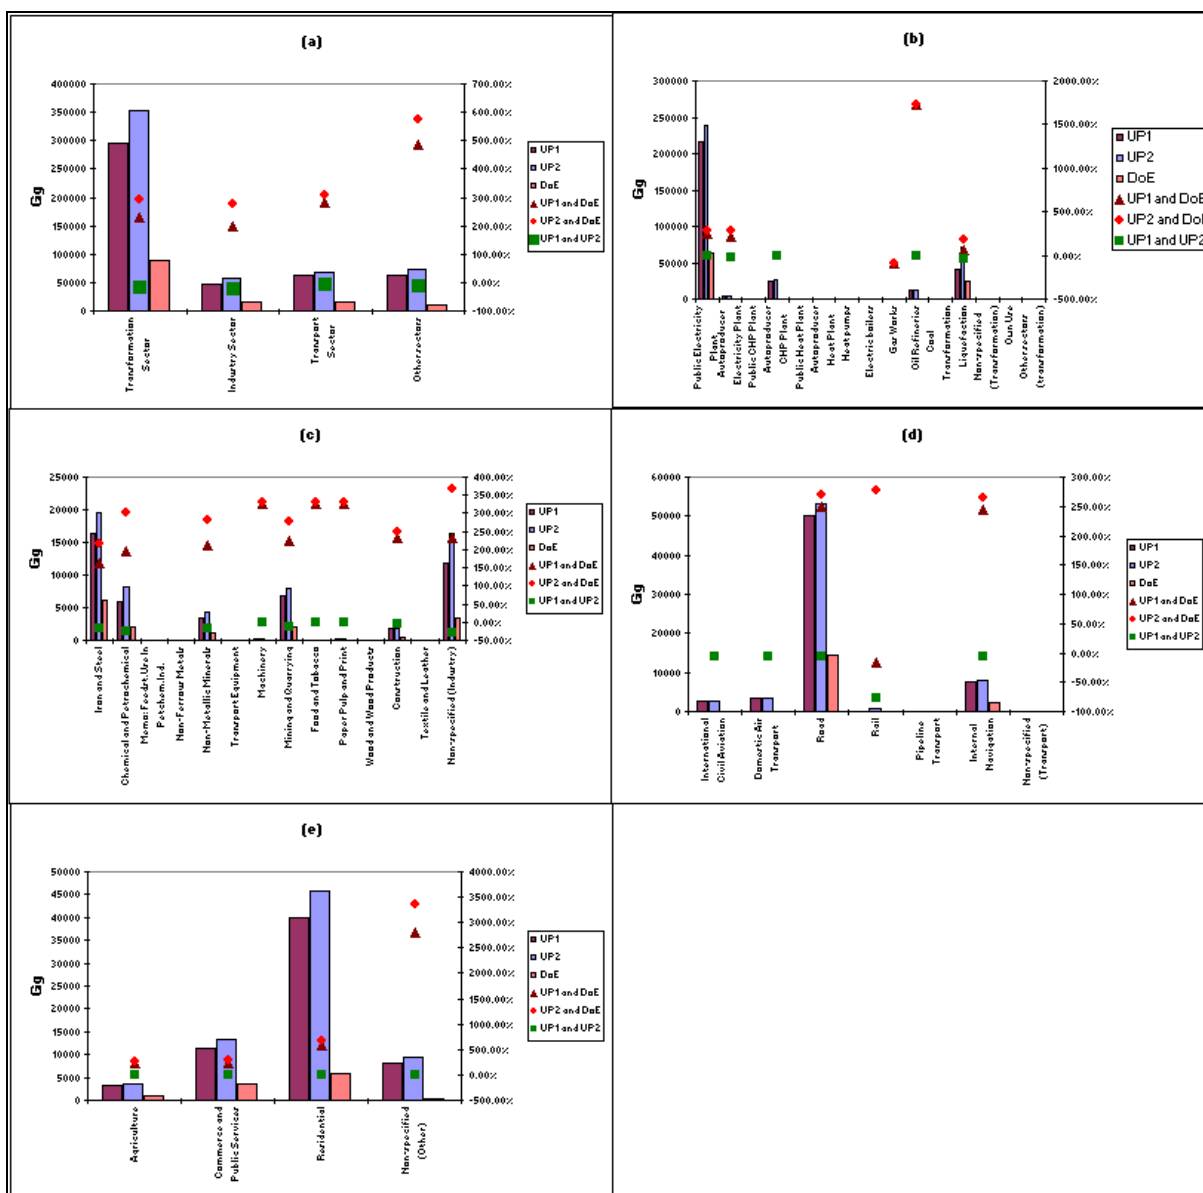 (a)
400000
350000
300000
250000
200000
150000
100000
50000
0
Gg
700.00%
600.00%
500.00%
400.00%
300.00%
200.00%
100.00%
0.00%
-100.00%
Transformation
Sector
Industry Sector
Transport
Sector
Other sectors
UP1
UP2
DoE
UP1 and DoE
UP2 and DoE
UP1 and UP2
(b)
300000
250000
200000
150000
100000
50000
0
Gg
2000.00%
1500.00%
1000.00%
500.00%
0.00%
-500.00%
Public Electricity
Plant
Autoproducer
Electricity Plant
Public CHP Plant
Autoproducer
CHP Plant
Public Heat Plant
Autoproducer
Heat Plant
Heat pumps
Electric boilers
Gas Works
Oil Refineries
Coal
Transformation
Liquefaction
Non-specified
(Transformation)
Own Use
Other sectors
(transformation)
UP1
UP2
DoE
UP1 and DoE
UP2 and DoE
UP1 and UP2
(c)
25000
20000
15000
10000
5000
0
Gg
400.00%
350.00%
300.00%
250.00%
200.00%
150.00%
100.00%
50.00%
0.00%
-50.00%
Iron and Steel
Chemical and Petrochemical
Memo: Feedst. Use In
Petchem. Ind.
Non-Ferrous Metals
Non-Metallic Minerals
Transport Equipment
Machinery
Mining and Quarrying
Food and Tobacco
Paper Pulp and Print
Wood and Wood Products
Construction
Textile and Leather
Non-specified (Industry)
UP1
UP2
DoE
UP1 and DoE
UP2 and DoE
UP1 and UP2
(d)
60000
50000
40000
30000
20000
10000
0
Gg
300.00%
250.00%
200.00%
150.00%
100.00%
50.00%
0.00%
-50.00%
-100.00%
International
Civil Aviation
Domestic Air
Transport
Road
Rail
Pipeline
Transport
Internal
Navigation
Non-specified
(Transport)
UP1
UP2
DoE
UP1 and DoE
UP2 and DoE
UP1 and UP2
(e)
50000
45000
40000
35000
30000
25000
20000
15000
10000
5000
0
Gg
4000.00%
3500.00%
3000.00%
2500.00%
2000.00%
1500.00%
1000.00%
500.00%
0.00%
-500.00%
Agriculture
Commerce and
Public Services
Residential
Non-specified
(Other)
UP1
UP2
DoE
UP1 and DoE
UP2 and DoE
UP1 and UP2